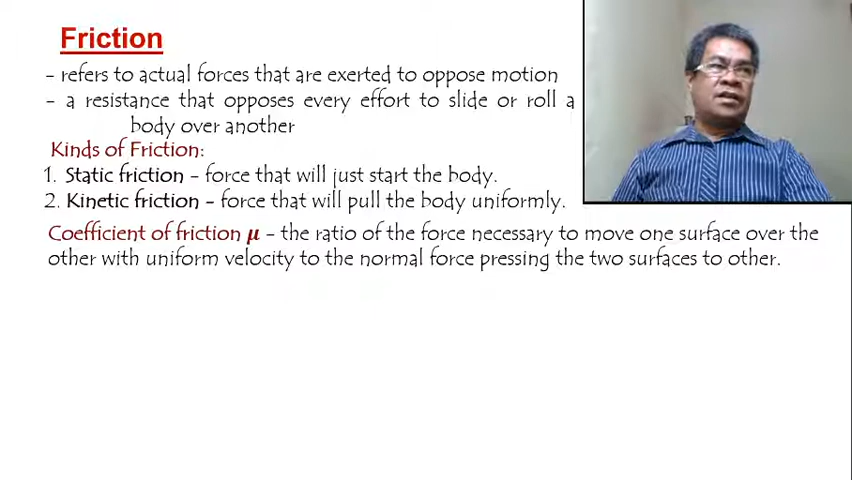 Friction
- refers to actual forces that are exerted to oppose motion
- a resistance that opposes every effort to slide or roll a
body over another
Kinds of Friction:
1. Static friction - force that will just start the body.
2. Kinetic friction - force that will pull the body uniformly.
Coefficient of friction μ - the ratio of the force necessary to move one surface over the
other with uniform velocity to the normal force pressing the two surfaces to other.